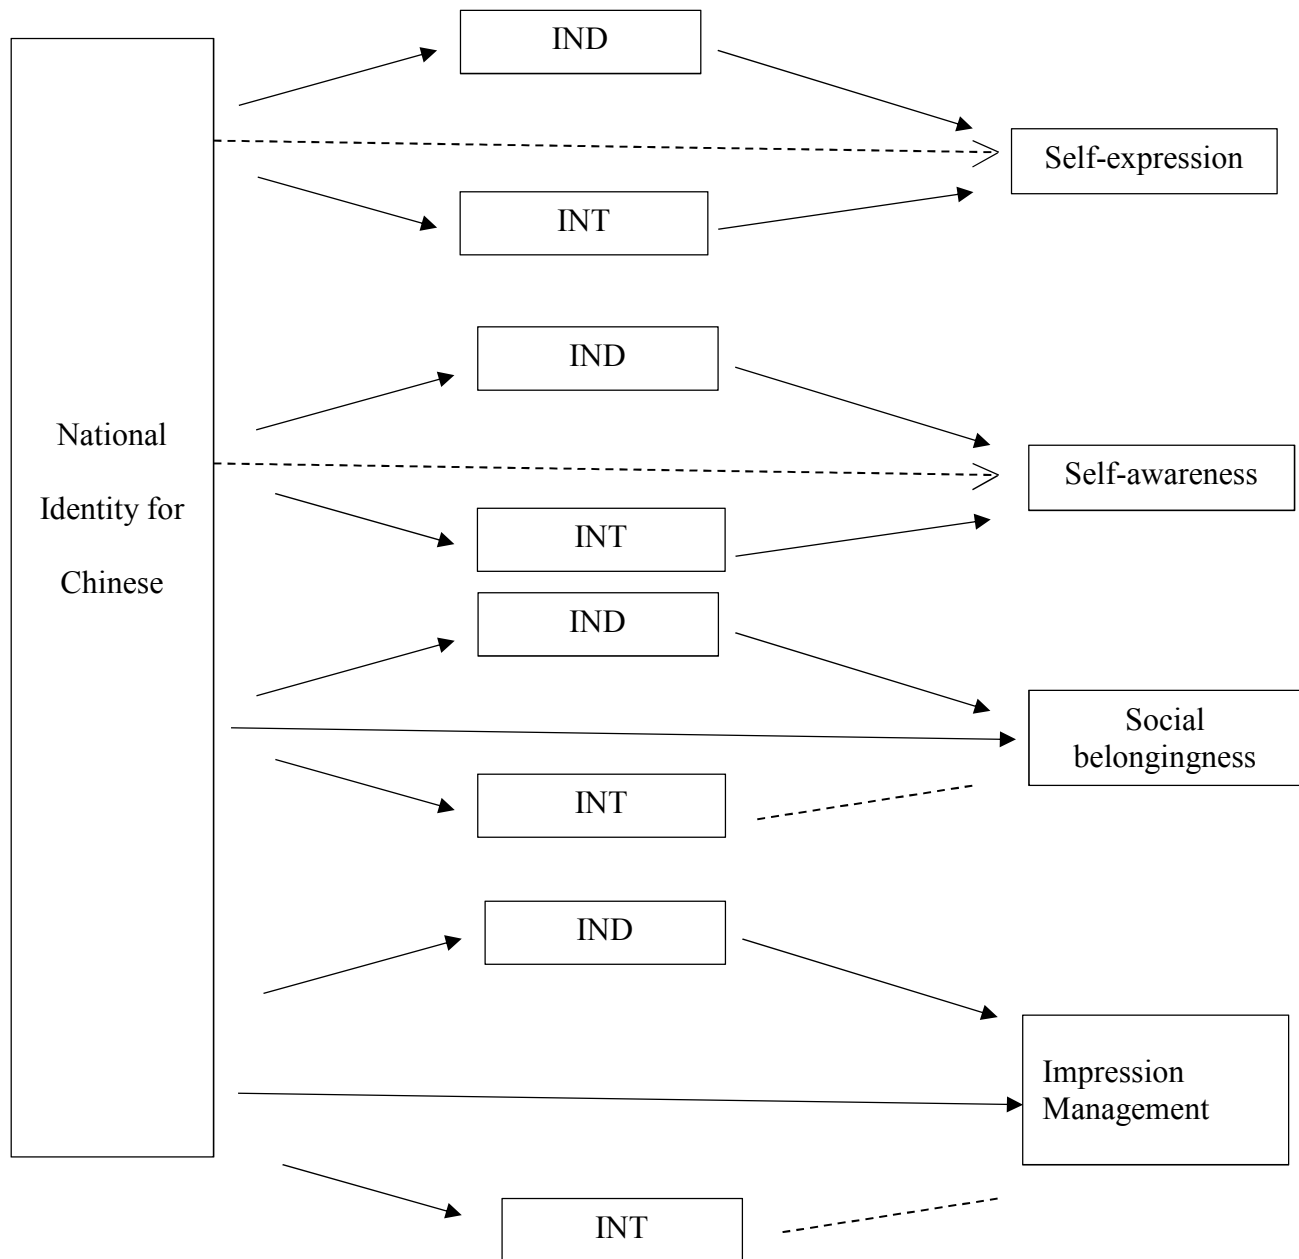 IND
Self-expression
INT
IND
National
Identity for
Chinese
Self-awareness
INT
IND
Social
belongingness
INT
IND
Impression
Management
INT